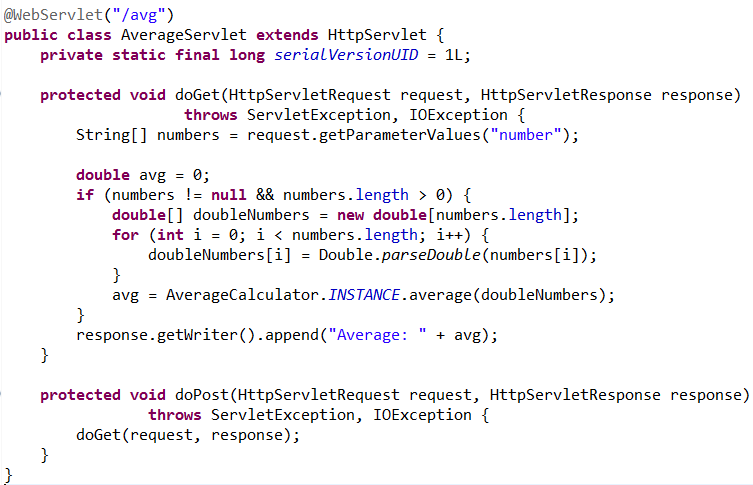 @WebServlet("/avg")
public class AverageServlet extends HttpServlet {
    private static final long serialVersionUID = 1L;

    protected void doGet(HttpServletRequest request, HttpServletResponse response)
                    throws ServletException, IOException {
        String[] numbers = request.getParameterValues("number");

        double avg = 0;
        if (numbers != null && numbers.length > 0) {
            double[] doubleNumbers = new double[numbers.length];
            for (int i = 0; i < numbers.length; i++) {
                doubleNumbers[i] = Double.parseDouble(numbers[i]);
            }
            avg = AverageCalculator.INSTANCE.average(doubleNumbers);
        }
        response.getWriter().append("Average: " + avg);
    }

    protected void doPost(HttpServletRequest request, HttpServletResponse response)
                throws ServletException, IOException {
        doGet(request, response);
    }
}